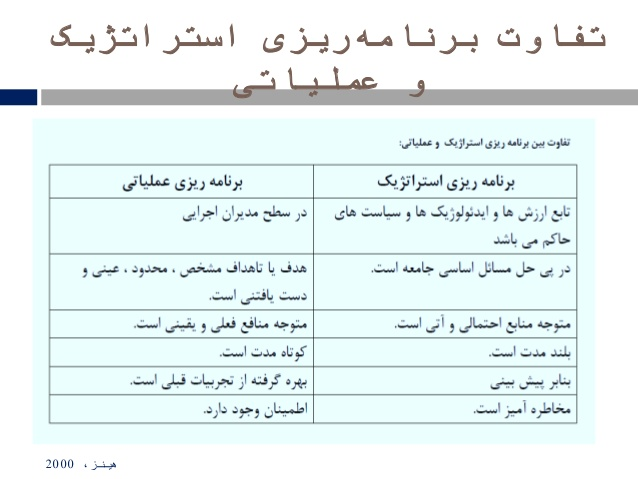 تفاوت برنامه‌ریزی استراتژیک
و عملیاتی
تفاوت بین برنامه ریزی استراژیک و عملیاتی:
برنامه ریزی استراتژیک
برنامه ریزی عملیاتی
تابع ارزش ها و ایدئولوژیک ها و سیاست های
حاکم می باشد
در سطح مدیران اجرایی
در پی حل مسائل اساسی جامعه است.
هدف یا تاهداف مشخص ، محدود ، عینی و
دست یافتنی است.
متوجه منابع احتمالی و آتی است.
متوجه منافع فعلی و یقینی است.
بلند مدت است.
کوتاه مدت است.
بنابر پیش بینی
بهره گرفته از تجربیات قبلی است.
مخاطره آمیز است.
اطمینان وجود دارد.
هینز، 2000